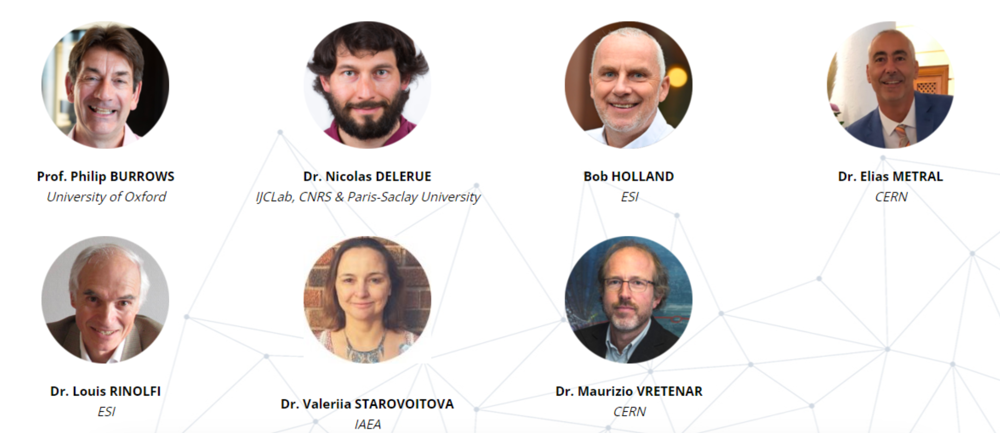 Prof. Philip BURROWS
University of Oxford
Dr. Nicolas DELERUE
IJCLab, CNRS & Paris-Saclay University
Bob HOLLAND
ESI
Dr. Elias METRAL
CERN
Dr. Louis RINOLFI
ESI
Dr. Valeriia STAROVOITOVA
IAEA
Dr. Maurizio VRETENAR
CERN